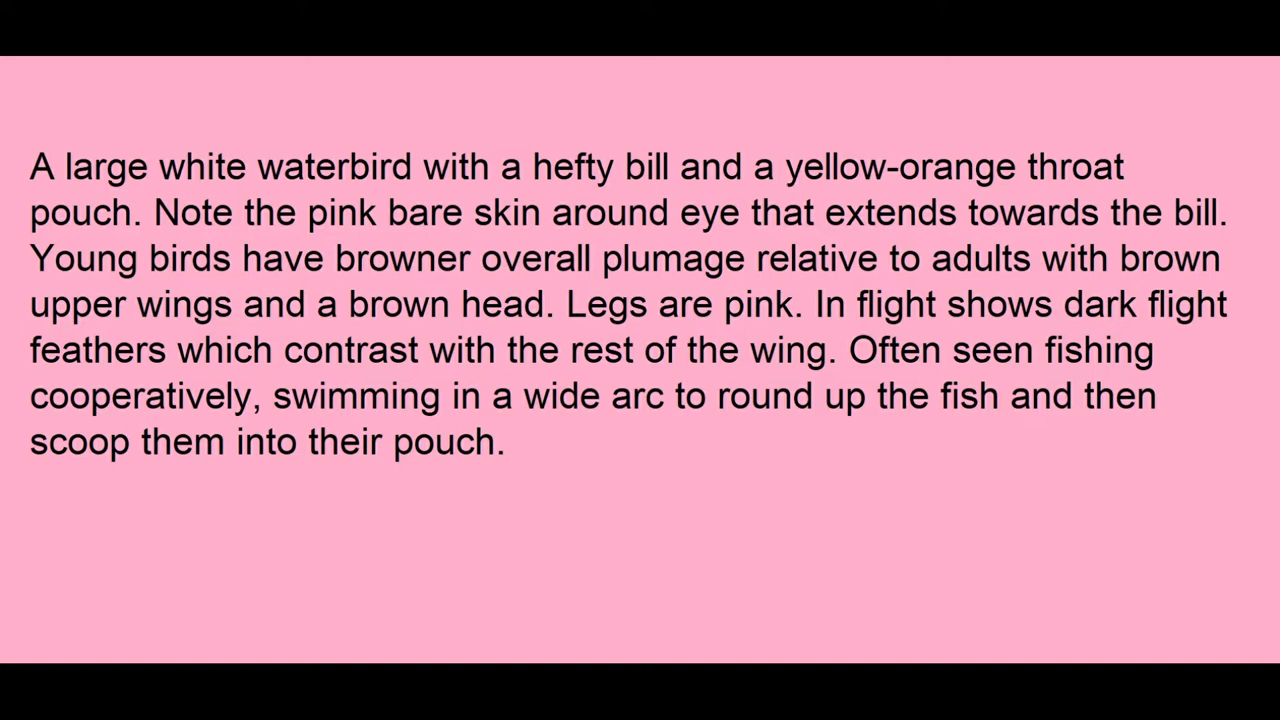 A large white waterbird with a hefty bill and a yellow-orange throat
pouch. Note the pink bare skin around eye that extends towards the bill.
Young birds have browner overall plumage relative to adults with brown
upper wings and a brown head. Legs are pink. In flight shows dark flight
feathers which contrast with the rest of the wing. Often seen fishing
cooperatively, swimming in a wide arc to round up the fish and then
scoop them into their pouch.